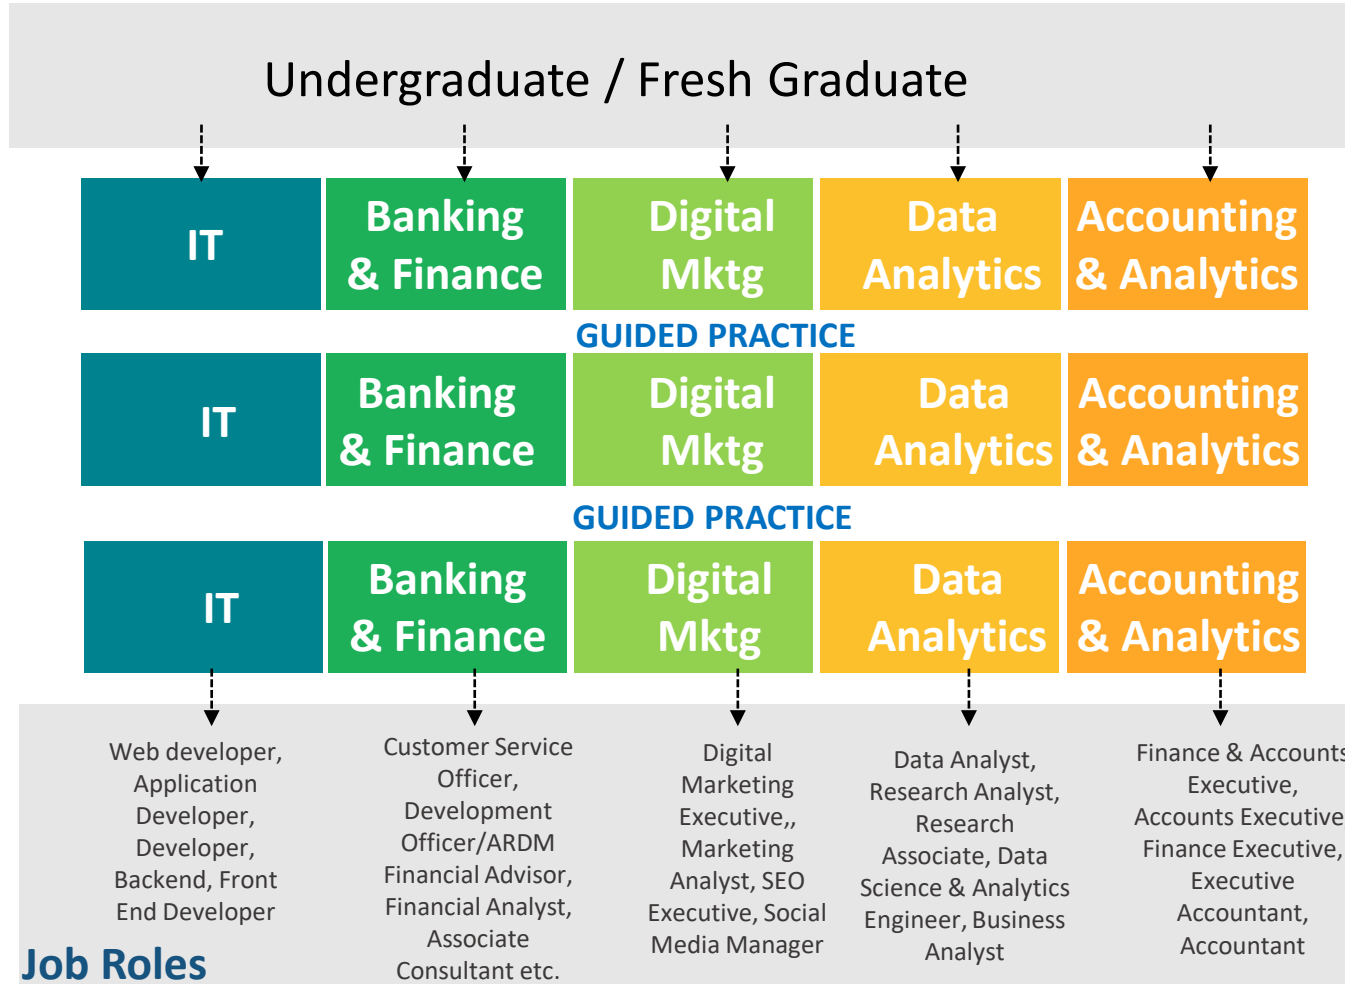 Undergraduate / Fresh Graduate
IT
Banking
& Finance
Digital
Mktg
Data
Analytics
Accounting
& Analytics
GUIDED PRACTICE
IT
Banking
& Finance
Digital
Mktg
Data
Analytics
Accounting
& Analytics
GUIDED PRACTICE
IT
Banking
& Finance
Digital
Mktg
Data
Analytics
Accounting
& Analytics
Web developer,
Application
Developer,
Developer,
Backend, Front
End Developer
Customer Service
Officer,
Development
Officer/ARDM
Financial Advisor,
Financial Analyst,
Associate
Consultant etc.
Digital
Marketing
Executive,,
Marketing
Analyst, SEO
Executive, Social
Media Manager
Data Analyst,
Research Analyst,
Research
Associate, Data
Science & Analytics
Engineer, Business
Analyst
Finance & Accounts
Executive,
Accounts Executive
Finance Executive,
Executive
Accountant,
Accountant
Job Roles